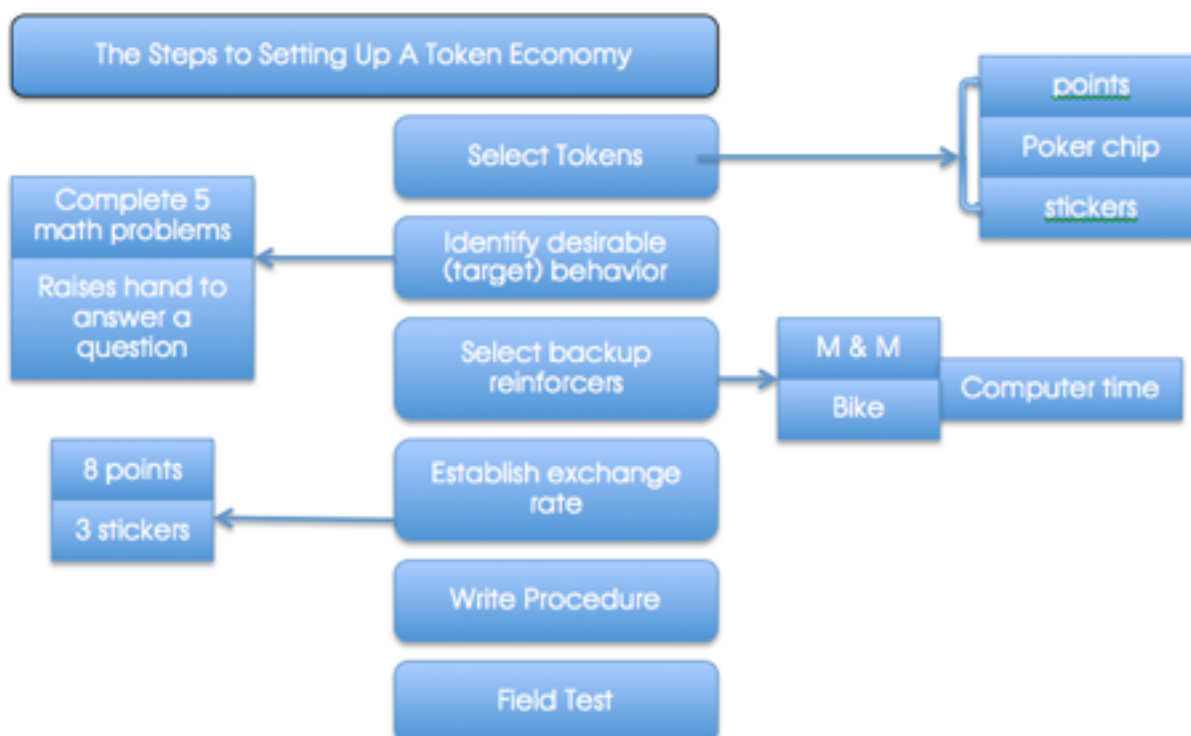 The Steps to Setting Up A Token Economy
Select Tokens
points
Poker chip
stickers
Identify desirable
(target) behavior
Complete 5
math problems
Raises hand to
answer a
question
Select backup
reinforcers
M & M
Bike
Computer time
Establish exchange
rate
8 points
3 stickers
Write Procedure
Field Test